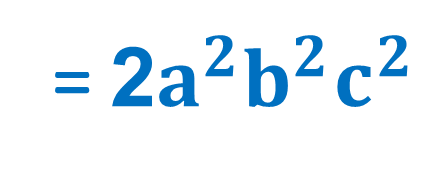 = 2a²b²c²